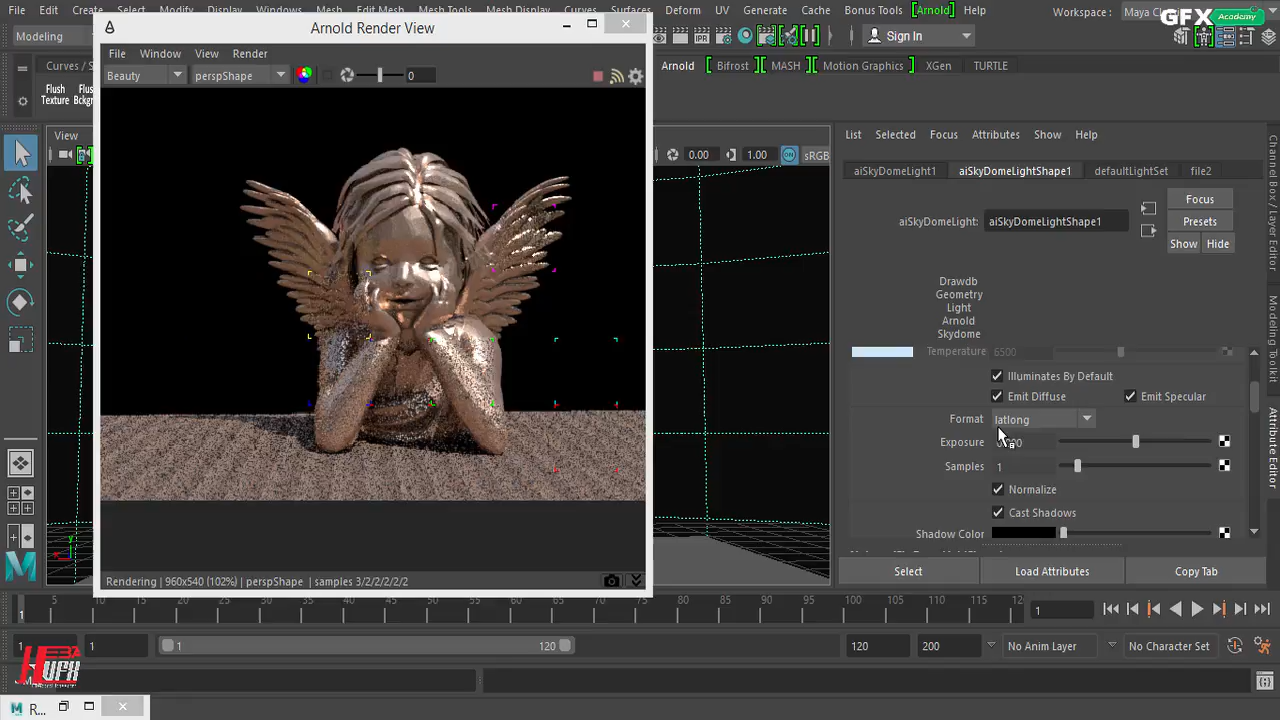 File Edit Create Select Modify Display Windows Mesh Edit Mesh Mesh Tools Mesh Display Curves Surfaces Deform UV Generate Cache Bonus Tools [Arnold] Help Workspace: Maya Cl
GFX Academy
Arnold Render View
Modeling
Sign In
File Window View Render
Curves / S
Arnold Bifrost MASH Motion Graphics XGen TURTLE
Beauty perspShape 0
Flush Texture
Flus Bckg
View
List Selected Focus Attributes Show Help
0.00 1.00 sRGB
aiSkyDomeLight1 aiSkyDomeLightShape1 defaultLightSet file2
Focus
aiSkyDomeLight: aiSkyDomeLightShape1 Presets
Show Hide
Drawdb
Geometry
Light
Arnold
Skydome
Temperature 6500
Illuminates By Default
Emit Diffuse Emit Specular
Format latlong
Exposure
Samples 1
Normalize
Cast Shadows
Shadow Color
Channel Box / Layer Editor
Modeling Toolkit
Attribute Editor
Rendering | 960x540 (102%) | perspShape | samples 3/2/2/2/2/2
Select Load Attributes Copy Tab
5 10 15 20 25 30 35 40 45 50 55 60 65 70 75 80 85 90 95 100 105 110 115 12
1 1
1 1 1 120 120 200 No Anim Layer No Character Set
R...